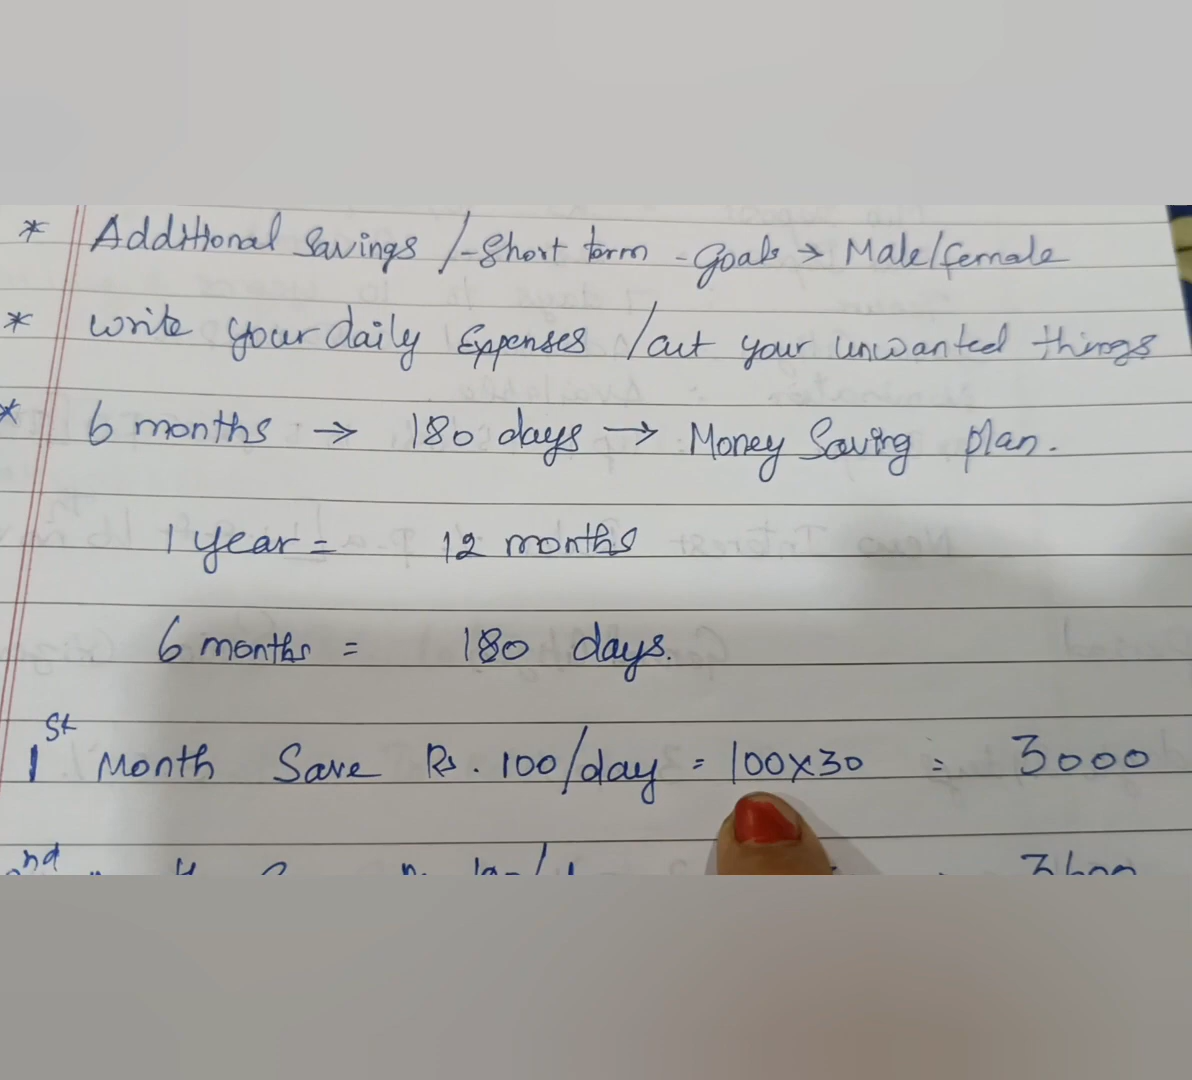 * Additional Savings /-Short term - Goals → Male/female
* Write your daily Expenses /cut your unwanted things
* 6 months → 180 days → Money Saving plan.
1 year = 12 months
6 months = 180 days.
1st Month Save Rs. 100/day = 100x30 = 3000
nd 3600